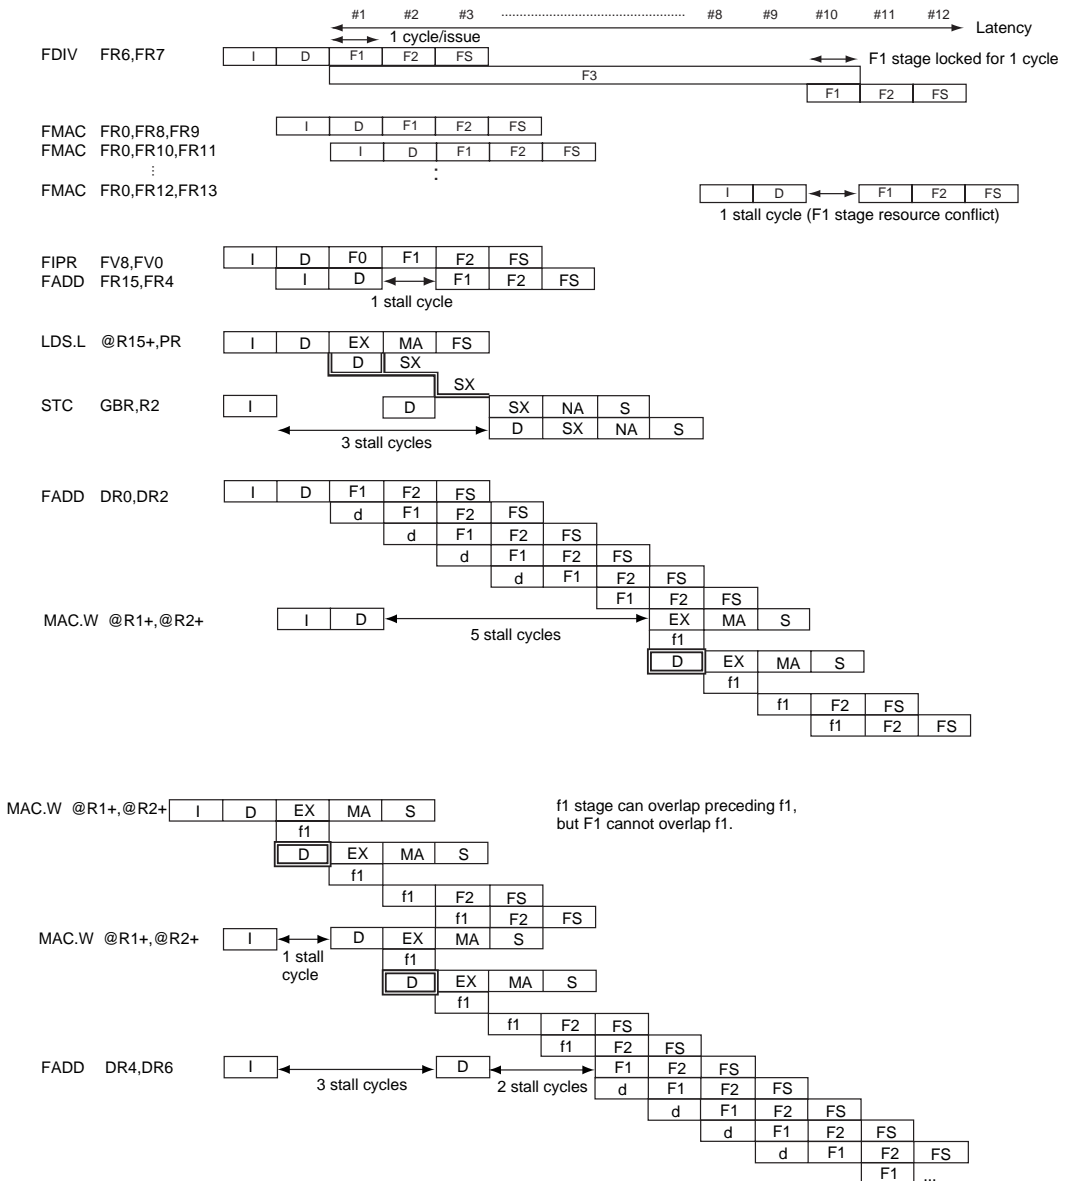 #1 #2 #3 #8 #9 #10 #11 #12
Latency
1 cycle/issue
FDIV FR6,FR7 I D F1 F2 FS F1 stage locked for 1 cycle
F3
F1 F2 FS
FMAC FR0,FR8,FR9 I D F1 F2 FS
FMAC FR0,FR10,FR11 I D F1 F2 FS
FMAC FR0,FR12,FR13 I D F1 F2 FS
1 stall cycle (F1 stage resource conflict)
FIPR FV8,FV0 I D F0 F1 F2 FS
FADD FR15,FR4 I D F1 F2 FS
1 stall cycle
LDS.L @R15+,PR I D EX MA FS
D SX
SX
STC GBR,R2 I D SX NA S
3 stall cycles D SX NA S
FADD DR0,DR2 I D F1 F2 FS
d F1 F2 FS
d F1 F2 FS
d F1 F2 FS
d F1 F2 FS
F1 F2 FS
MAC.W @R1+,@R2+ I D 5 stall cycles EX MA S
f1
D EX MA S
f1
f1 F2 FS
f1 F2 FS
MAC.W @R1+,@R2+ I D EX MA S f1 stage can overlap preceding f1,
f1 but F1 cannot overlap f1.
D EX MA S
f1
f1 F2 FS
f1 F2 FS
MAC.W @R1+,@R2+ I D EX MA S
1 stall f1
cycle D EX MA S
f1
f1 F2 FS
f1 F2 FS
FADD DR4,DR6 I D F1 F2 FS
3 stall cycles 2 stall cycles d F1 F2 FS
d F1 F2 FS
d F1 F2 FS
d F1 F2 FS
F1 ...